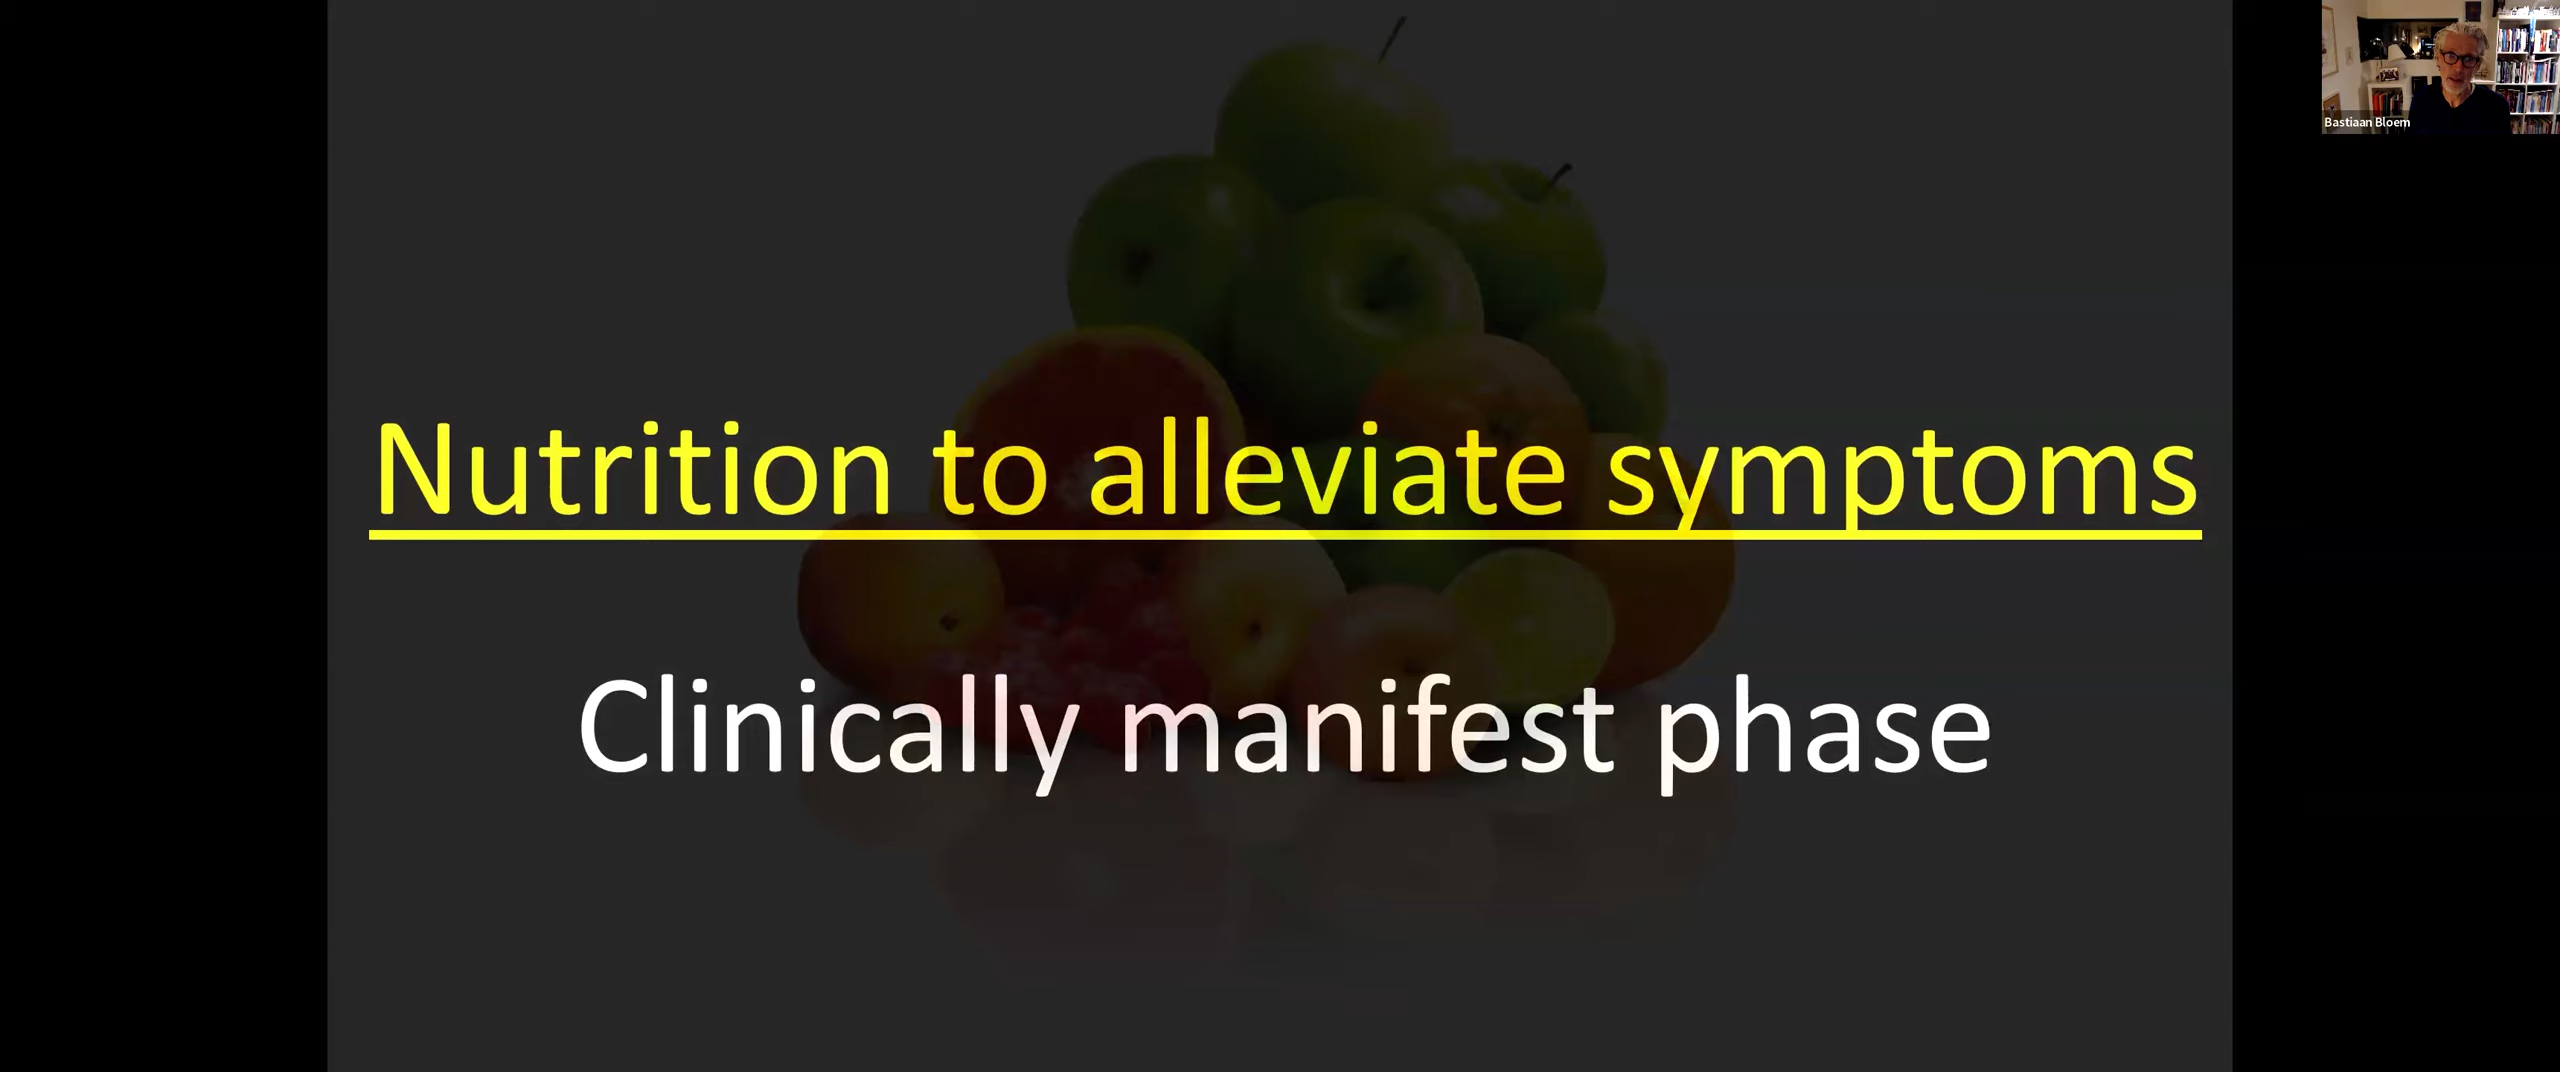 Bastiaan Bloem
Nutrition to alleviate symptoms
Clinically manifest phase